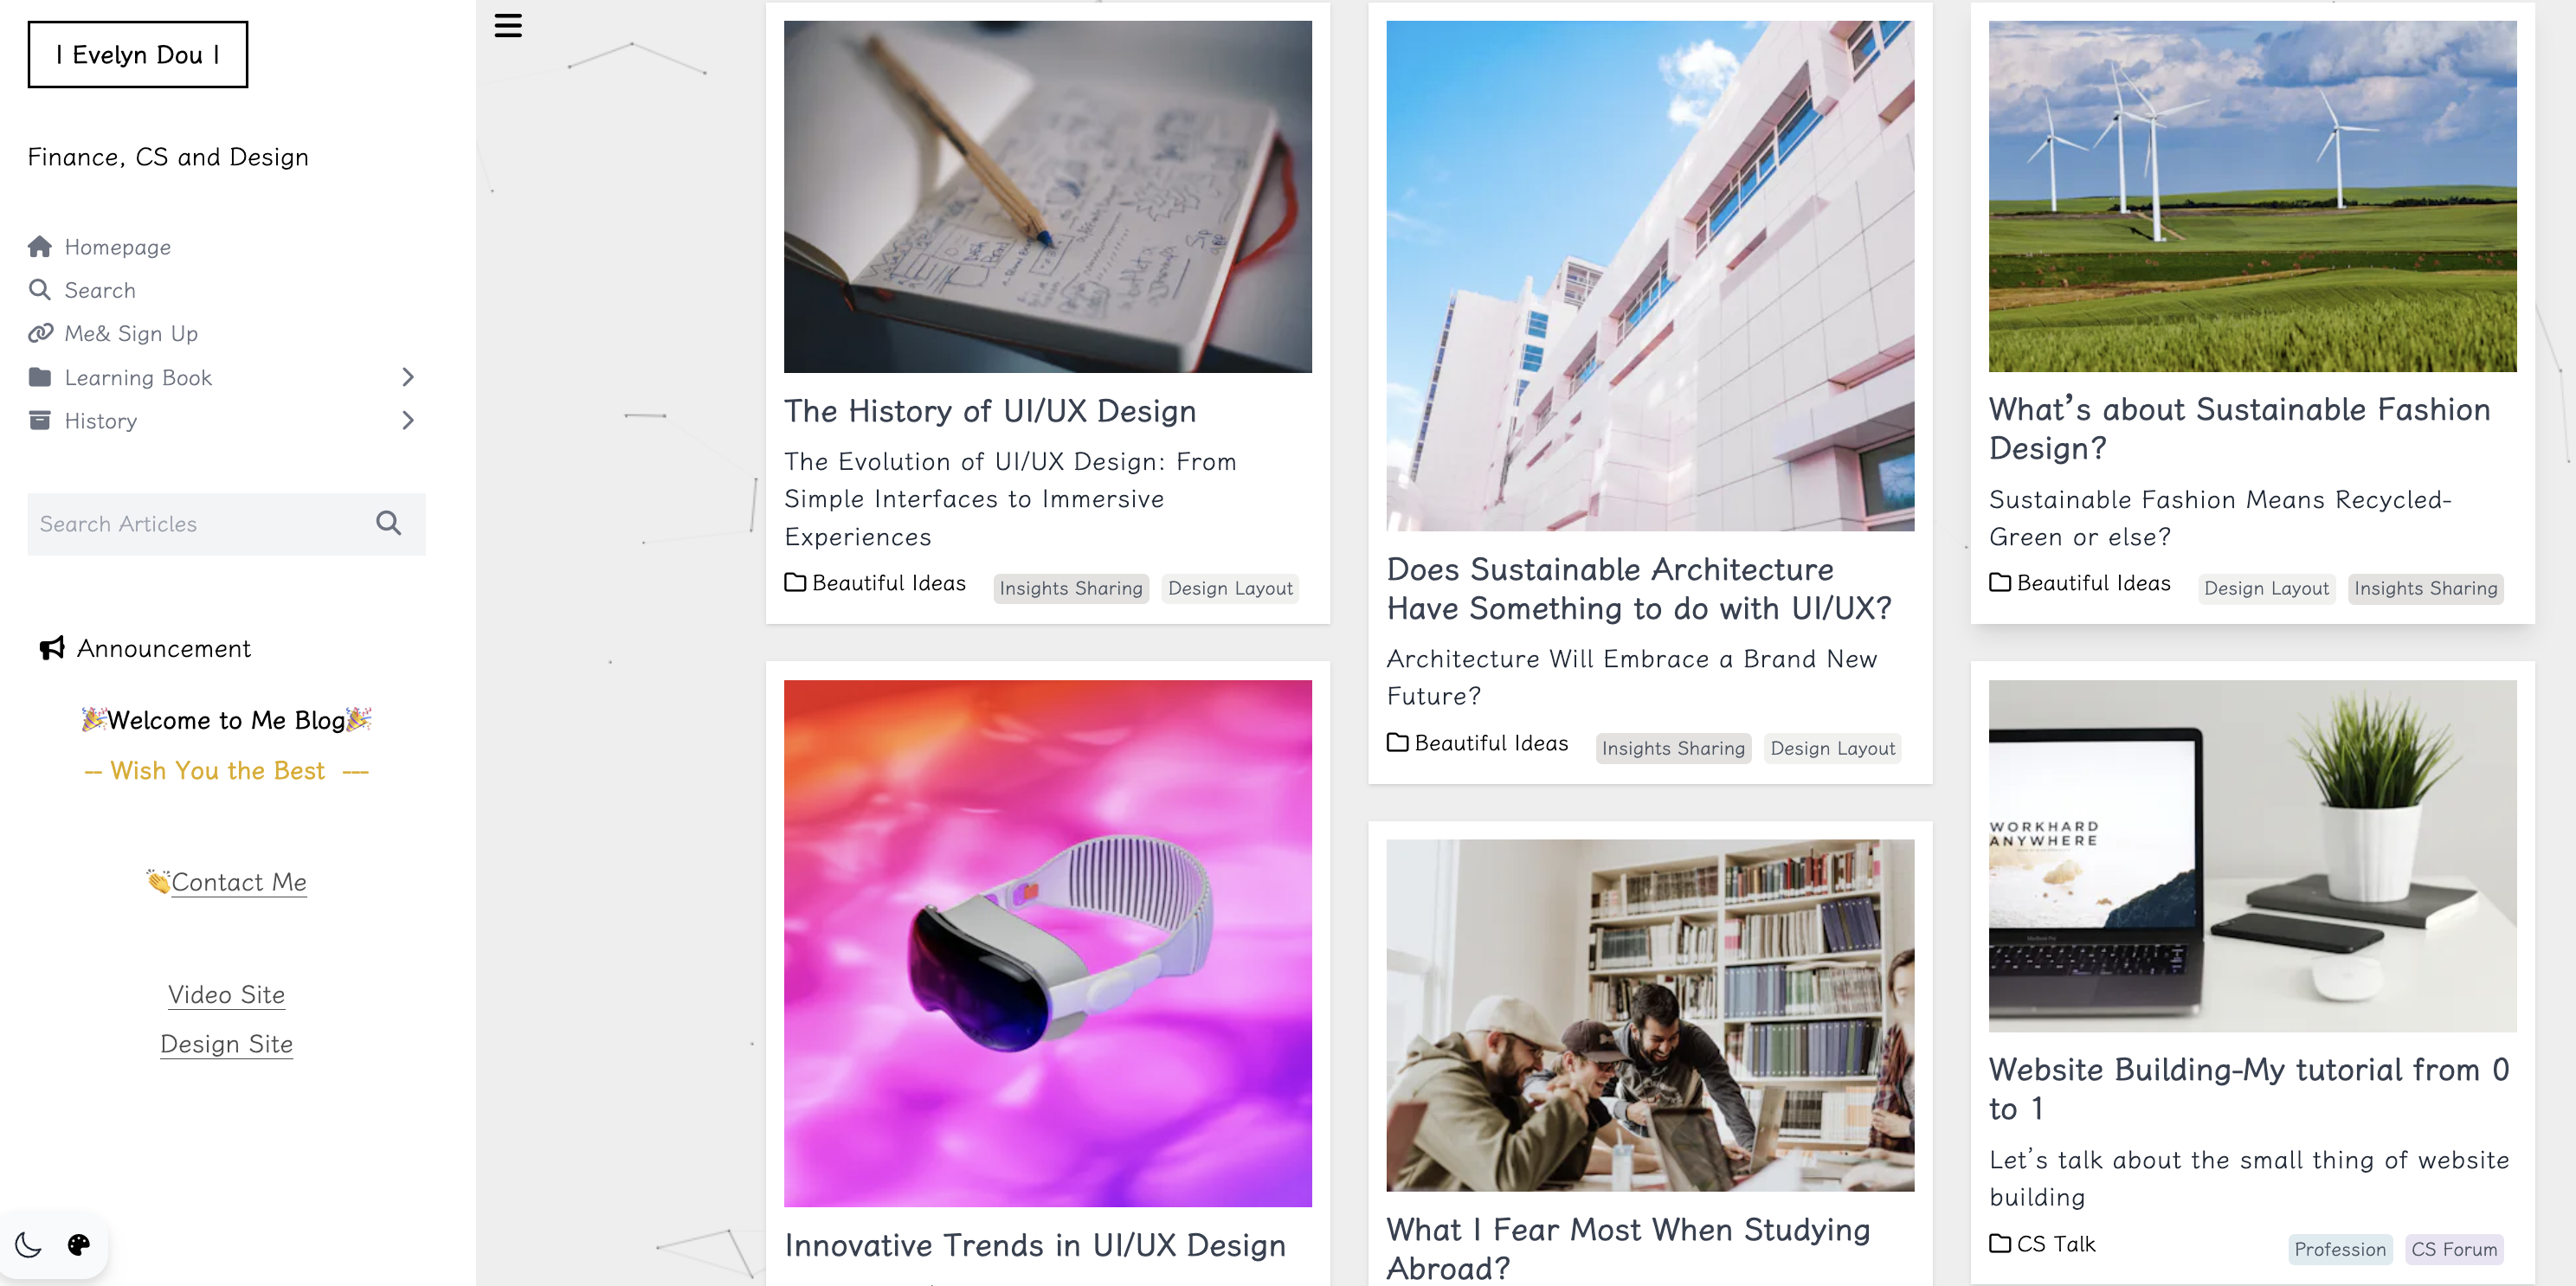 | Evelyn Dou |
Finance, CS and Design
Homepage
Search
Me& Sign Up
Learning Book
History
Search Articles
Announcement
🎉Welcome to Me Blog🎉
-- Wish You the Best ---
👏Contact Me
Video Site
Design Site
The History of UI/UX Design
The Evolution of UI/UX Design: From
Simple Interfaces to Immersive
Experiences
Beautiful Ideas Insights Sharing Design Layout
Innovative Trends in UI/UX Design
Does Sustainable Architecture
Have Something to do with UI/UX?
Architecture Will Embrace a Brand New
Future?
Beautiful Ideas Insights Sharing Design Layout
What I Fear Most When Studying
Abroad?
What’s about Sustainable Fashion
Design?
Sustainable Fashion Means Recycled-
Green or else?
Beautiful Ideas Design Layout Insights Sharing
WORKHARD
ANYWHERE
Website Building-My tutorial from 0
to 1
Let’s talk about the small thing of website
building
CS Talk Profession CS Forum